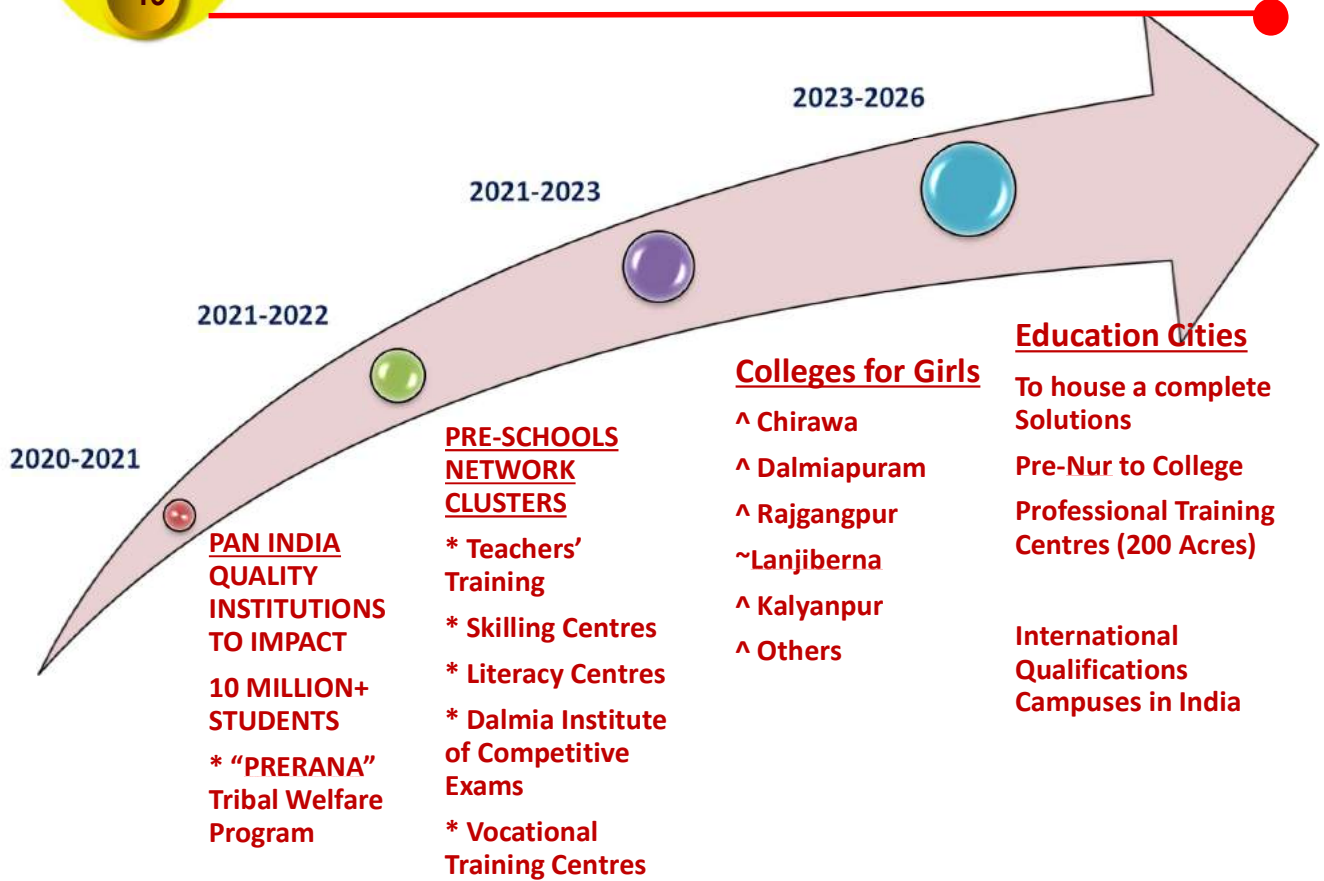 2023-2026
2021-2023
2021-2022
2020-2021
PAN INDIA
QUALITY
INSTITUTIONS
TO IMPACT
10 MILLION+
STUDENTS
* “PRERANA”
Tribal Welfare
Program
PRE-SCHOOLS
NETWORK
CLUSTERS
* Teachers’
Training
* Skilling Centres
* Literacy Centres
* Dalmia Institute
of Competitive
Exams
* Vocational
Training Centres
Colleges for Girls
^ Chirawa
^ Dalmiapuram
^ Rajgangpur
~Lanjiberna
^ Kalyanpur
^ Others
Education Cities
To house a complete
Solutions
Pre-Nur to College
Professional Training
Centres (200 Acres)
International
Qualifications
Campuses in India